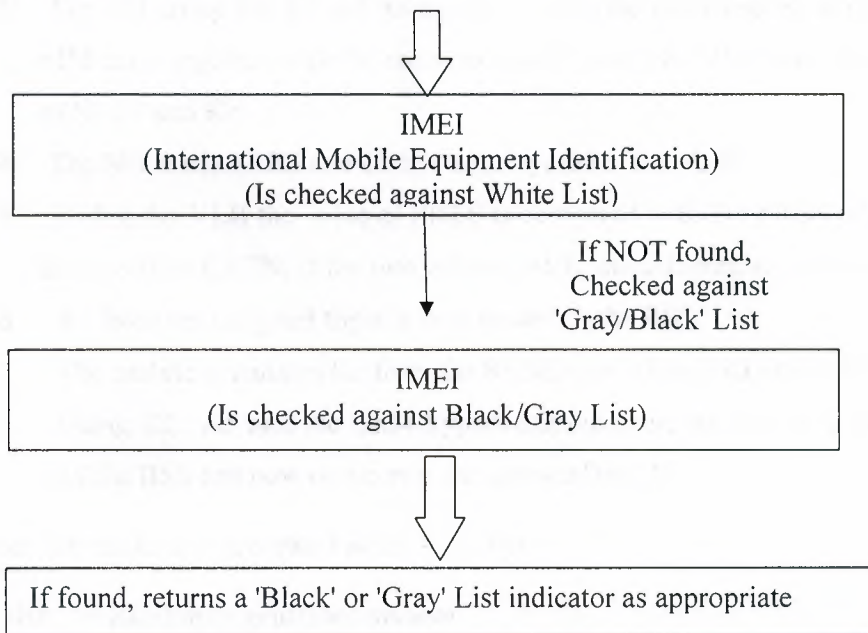 IMEI
(International Mobile Equipment Identification)
(Is checked against White List)
If NOT found,
Checked against
'Gray/Black' List
IMEI
(Is checked against Black/Gray List)
If found, returns a 'Black' or 'Gray' List indicator as appropriate